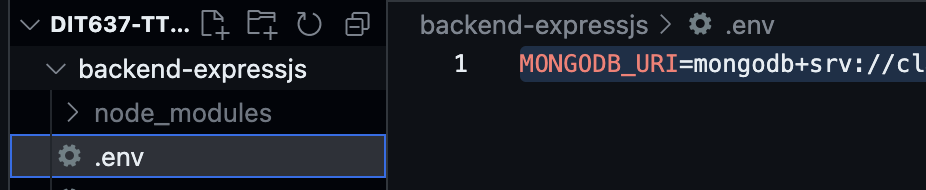 DIT637-TT...
backend-expressjs
node_modules
.env
backend-expressjs > .env
1 MONGODB_URI=mongodb+srv://cl